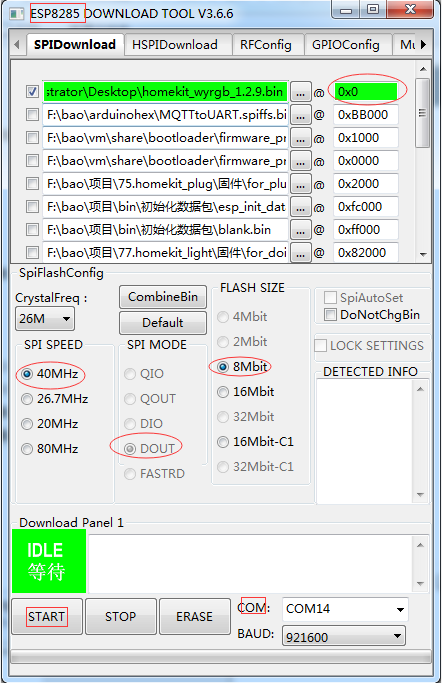 ESP8285 DOWNLOAD TOOL V3.6.6
SPIDownload HSPIDownload RFConfig GPIOConfig Mu
strator\Desktop\homekit_wyrgb_1.2.9.bin ... @ 0x0
F:\bao\arduinohex\MQTTtoUART.spiffs.bi ... @ 0xBB000
F:\bao\vm\share\bootloader\firmware_pr ... @ 0x1000
F:\bao\vm\share\bootloader\firmware_pr ... @ 0x0000
F:\bao\项目\75.homekit_plug\固件\for_plu ... @ 0x2000
F:\bao\项目\bin\初始化数据包\esp_init_dat ... @ 0xfc000
F:\bao\项目\bin\初始化数据包\blank.bin ... @ 0xff000
F:\bao\项目\77.homekit_light\固件\for_doi ... @ 0x82000
SpiFlashConfig
CrystalFreq :
26M
CombineBin
Default
SPI SPEED
40MHz
26.7MHz
20MHz
80MHz
SPI MODE
QIO
QOUT
DIO
DOUT
FASTRD
FLASH SIZE
4Mbit
2Mbit
8Mbit
16Mbit
32Mbit
16Mbit-C1
32Mbit-C1
SpiAutoSet
DoNotChgBin
LOCK SETTINGS
DETECTED INFO
Download Panel 1
IDLE
等待
START STOP ERASE
COM: COM14
BAUD: 921600